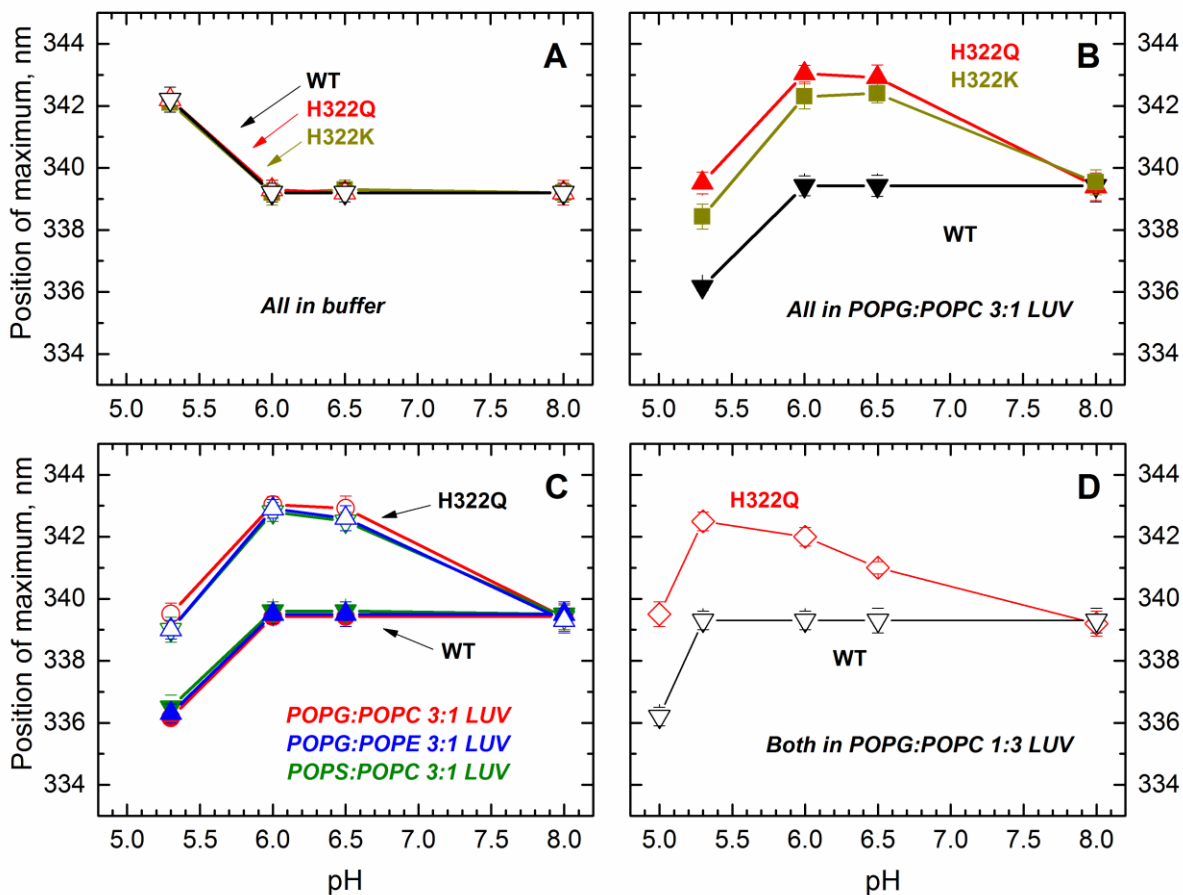 A
WT
H322Q
H322K
All in buffer
Position of maximum, nm
344
342
340
338
336
334
5.0 5.5 6.0 6.5 7.0 7.5 8.0
B
H322Q
H322K
WT
All in POPG:POPC 3:1 LUV
344
342
340
338
336
334
5.0 5.5 6.0 6.5 7.0 7.5 8.0
C
H322Q
WT
POPG:POPC 3:1 LUV
POPG:POPE 3:1 LUV
POPS:POPC 3:1 LUV
Position of maximum, nm
344
342
340
338
336
334
5.0 5.5 6.0 6.5 7.0 7.5 8.0
pH
D
H322Q
WT
Both in POPG:POPC 1:3 LUV
344
342
340
338
336
334
5.0 5.5 6.0 6.5 7.0 7.5 8.0
pH